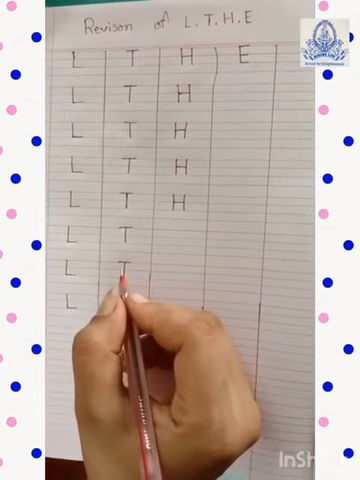 Revison of L.T.H.E
L T H E
L T H
L T H
L T H
L T H
L T
L T
L
InSh